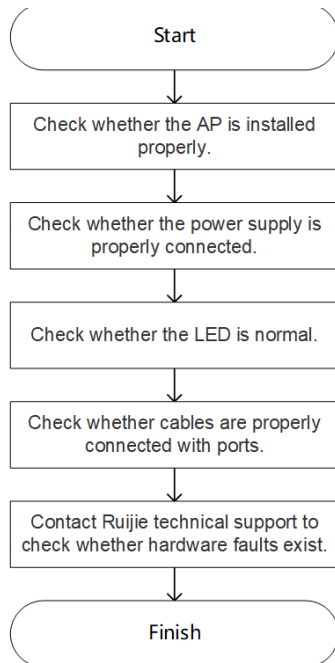 Start
Check whether the AP is installed
properly.
Check whether the power supply is
properly connected.
Check whether the LED is normal.
Check whether cables are properly
connected with ports.
Contact Ruijie technical support to
check whether hardware faults exist.
Finish